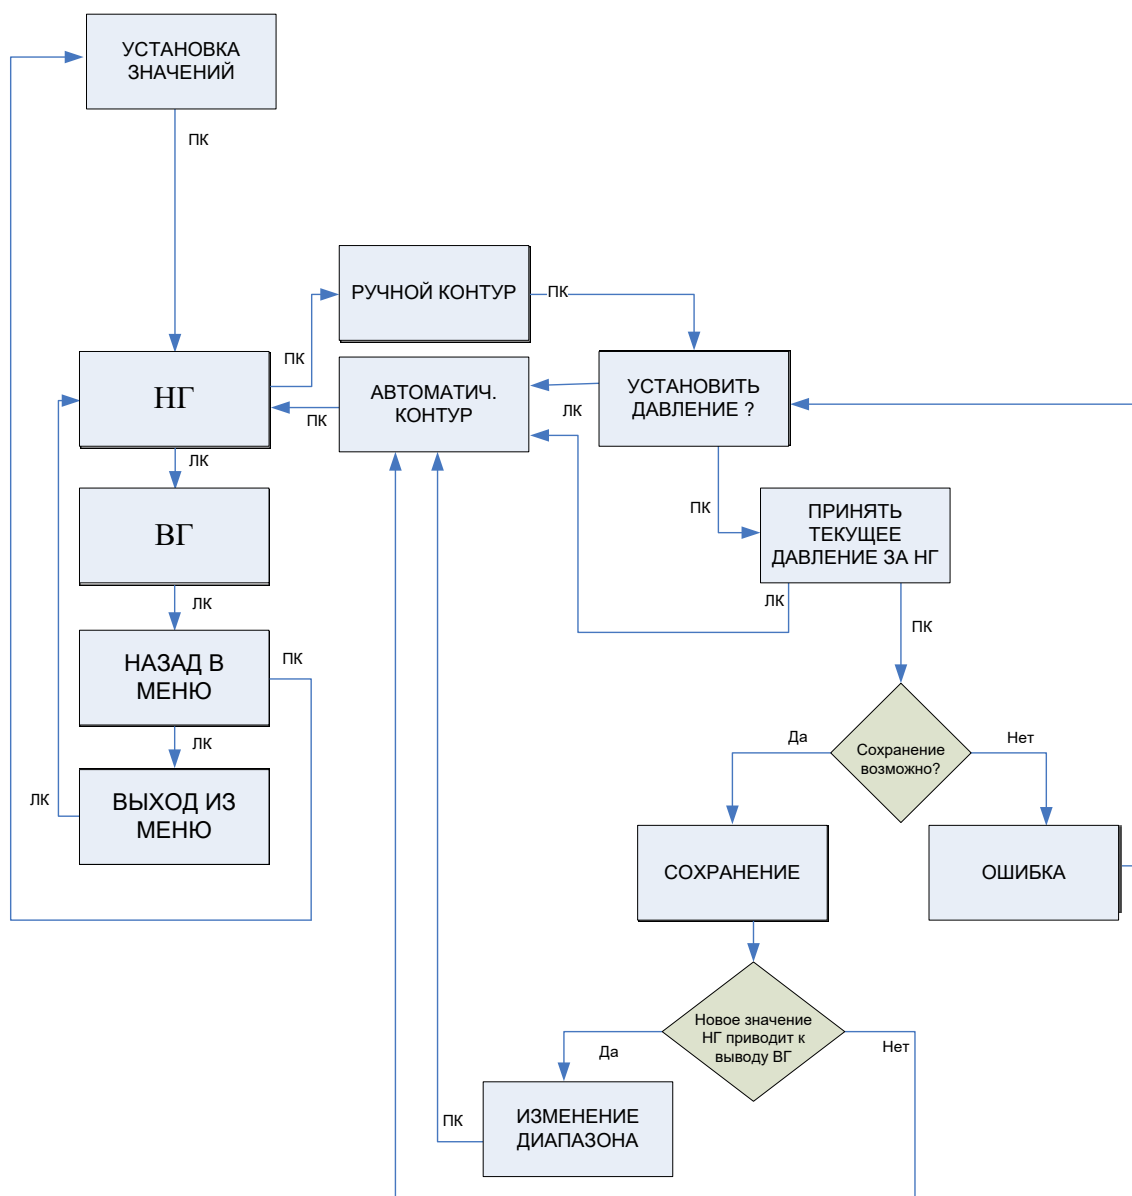 УСТАНОВКА
ЗНАЧЕНИЙ
ПК
РУЧНОЙ КОНТУР
ПК
ПК
НГ
АВТОМАТИЧ.
КОНТУР
ПК
УСТАНОВИТЬ
ДАВЛЕНИЕ ?
ЛК
ЛК
ВГ
ПК
ПРИНЯТЬ
ТЕКУЩЕЕ
ДАВЛЕНИЕ ЗА НГ
ЛК
ЛК
ПК
НАЗАД В
МЕНЮ
ПК
ЛК
Да
Сохранение
возможно?
Нет
ЛК
ВЫХОД ИЗ
МЕНЮ
СОХРАНЕНИЕ
ОШИБКА
Новое значение
НГ приводит к
выводу ВГ
Да
Нет
ПК
ИЗМЕНЕНИЕ
ДИАПАЗОНА